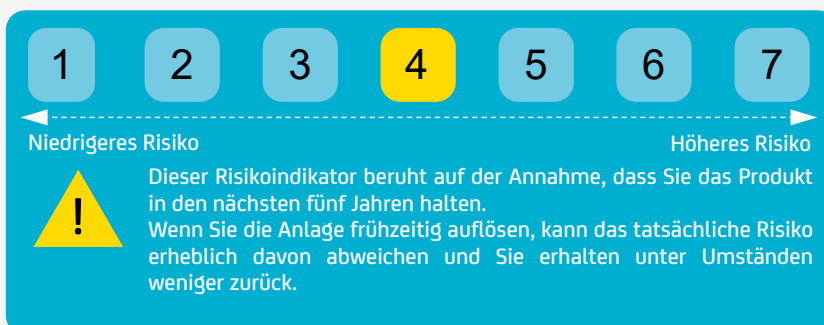 1 2 3 4 5 6 7
Niedrigeres Risiko Höheres Risiko
!
Dieser Risikoindikator beruht auf der Annahme, dass Sie das Produkt
in den nächsten fünf Jahren halten.
Wenn Sie die Anlage frühzeitig auflösen, kann das tatsächliche Risiko
erheblich davon abweichen und Sie erhalten unter Umständen
weniger zurück.